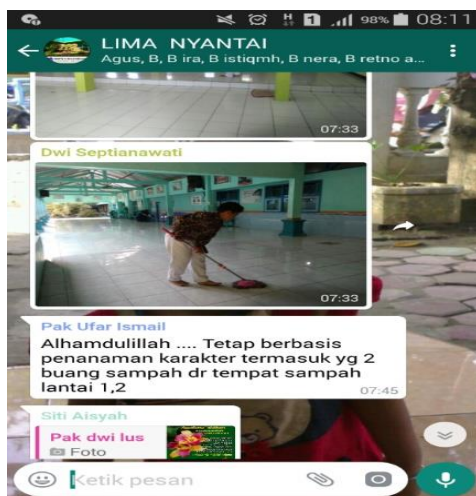 98% 08:11
LIMA NYANTAI
Agus, B, B ira, B istiqmh, B nera, B retno a...
07:33
Dwi Septianawati
07:33
Pak Ufar Ismail
Alhamdulillah .... Tetap berbasis
penanaman karakter termasuk yg 2
buang sampah dr tempat sampah
lantai 1,2
07:45
Siti Aisyah
Pak dwi lus
Foto
Ketik pesan